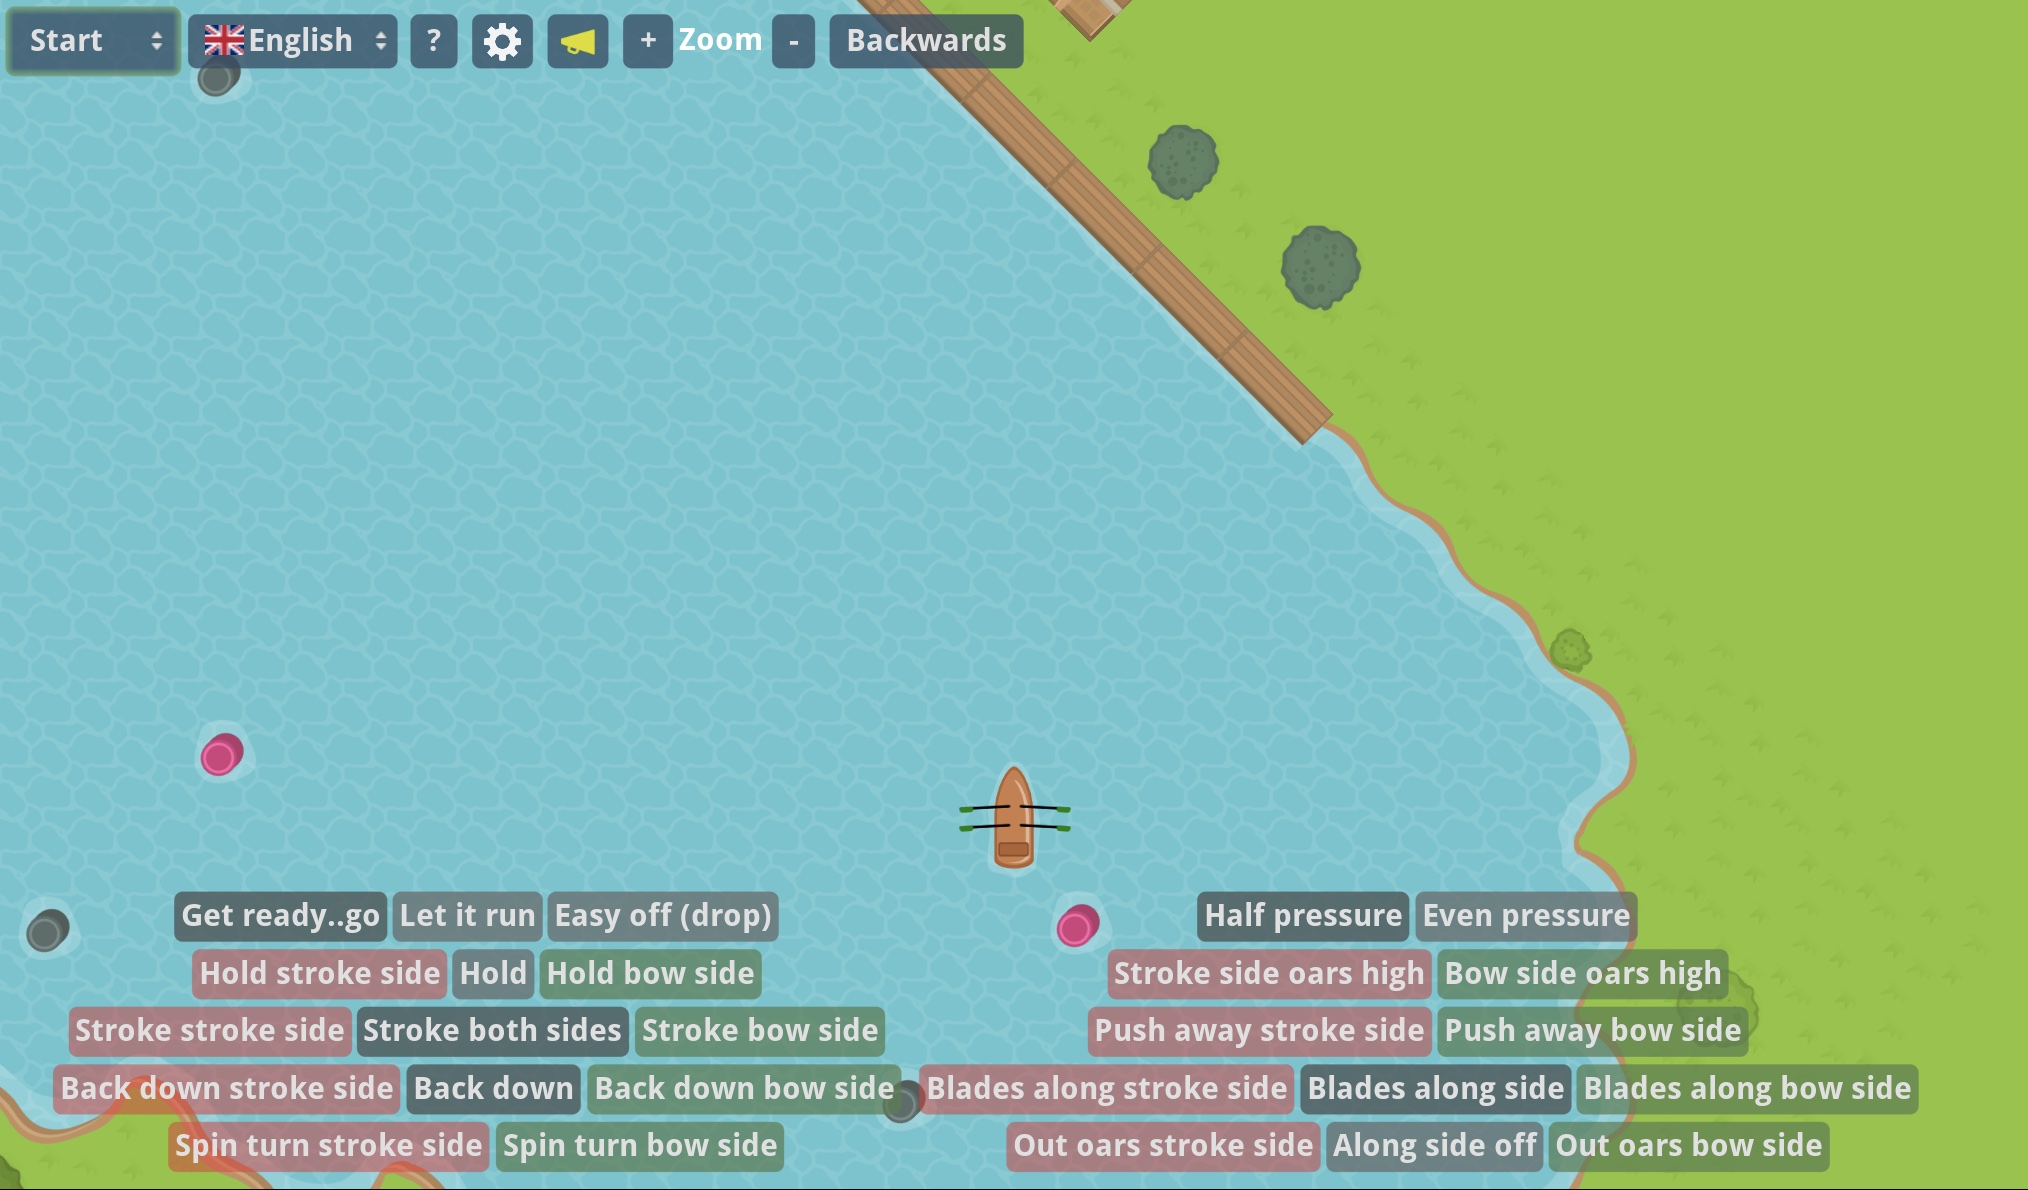 Start English ? + Zoom - Backwards
Get ready..go Let it run Easy off (drop)
Hold stroke side Hold Hold bow side
Stroke stroke side Stroke both sides Stroke bow side
Back down stroke side Back down Back down bow side
Spin turn stroke side Spin turn bow side
Half pressure Even pressure
Stroke side oars high Bow side oars high
Push away stroke side Push away bow side
Blades along stroke side Blades along side Blades along bow side
Out oars stroke side Along side off Out oars bow side